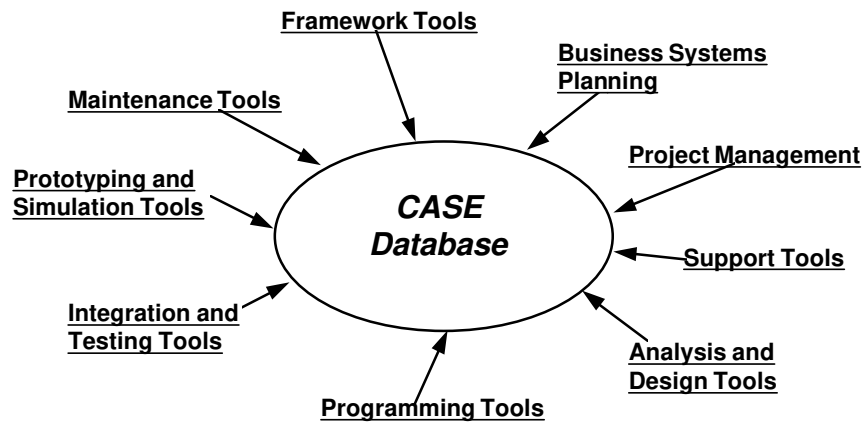 Framework Tools
Business Systems
Planning
Maintenance Tools
Project Management
Prototyping and
Simulation Tools
CASE
Database
Support Tools
Integration and
Testing Tools
Analysis and
Design Tools
Programming Tools